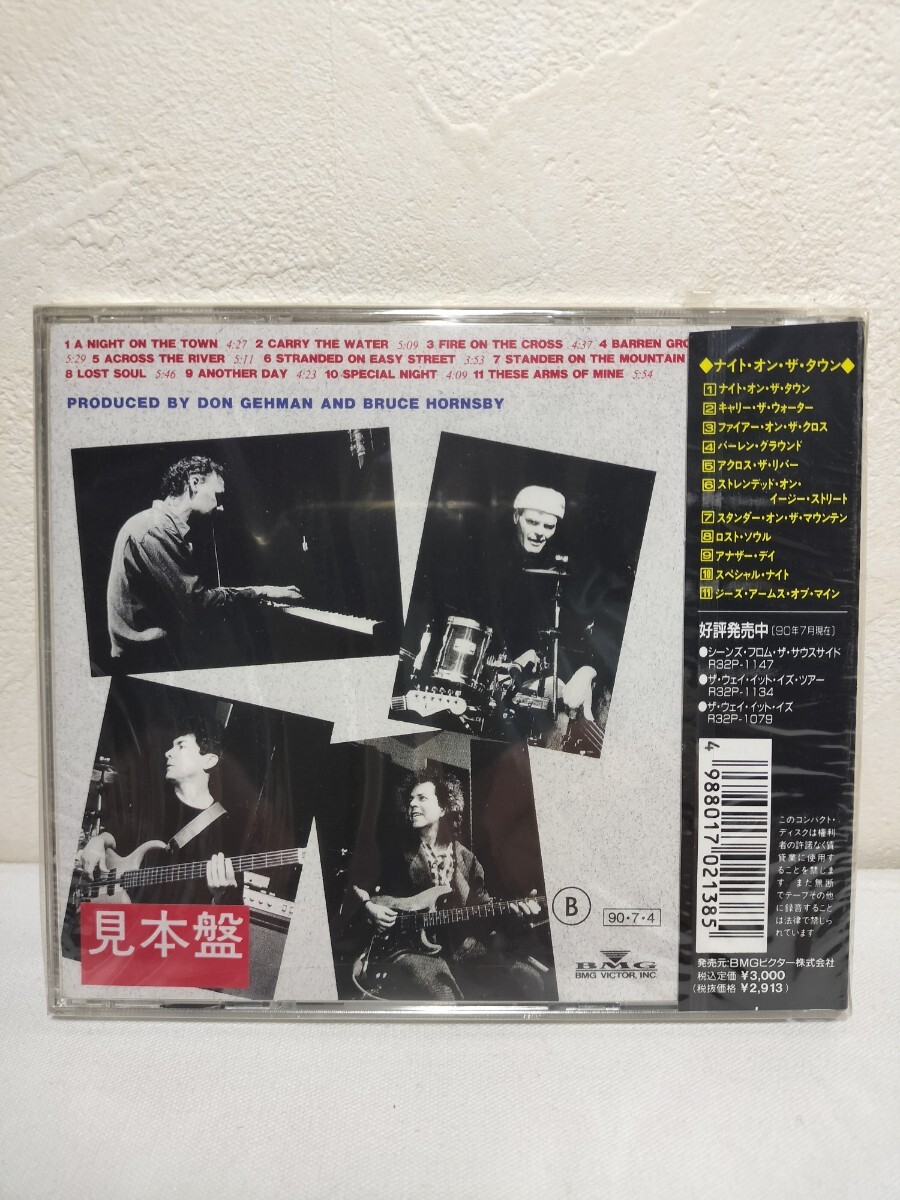 1 A NIGHT ON THE TOWN 4:27 2 CARRY THE WATER 5:09 3 FIRE ON THE CROSS 4:37 4 BARREN GRO
5:29 5 ACROSS THE RIVER 5:11 6 STRANDED ON EASY STREET 3:53 7 STANDER ON THE MOUNTAIN
8 LOST SOUL 5:46 9 ANOTHER DAY 4:23 10 SPECIAL NIGHT 4:09 11 THESE ARMS OF MINE 5:54
PRODUCED BY DON GEHMAN AND BRUCE HORNSBY
見本盤
B
90・7・4
BMG
BMG VICTOR, INC.
◆ナイト・オン・ザ・タウン◆
1 ナイト・オン・ザ・タウン
2 キャリー・ザ・ウォーター
3 ファイアー・オン・ザ・クロス
4 バーレン・グラウンド
5 アクロス・ザ・リバー
6 ストレンデッド・オン・
イージー・ストリート
7 スタンダー・オン・ザ・マウンテン
8 ロスト・ソウル
9 アナザー・デイ
10 スペシャル・ナイト
11 ジーズ・アームス・オブ・マイン
好評発売中〔90年7月現在〕
●シーンズ・フロム・ザ・サウスサイド
R32P-1147
●ザ・ウェイ・イット・イズ・ツアー
R32P-1134
●ザ・ウェイ・イット・イズ
R32P-1079
4 988017 021385
このコンパクト・
ディスクは権利
者の許諾なく賃
貸業に使用す
ることを禁じま
す また無断
でテープその他
に録音すること
は法律で禁じら
れています
発売元:BMGビクター株式会社
税込定価 ¥3,000
(税抜価格 ¥2,913)